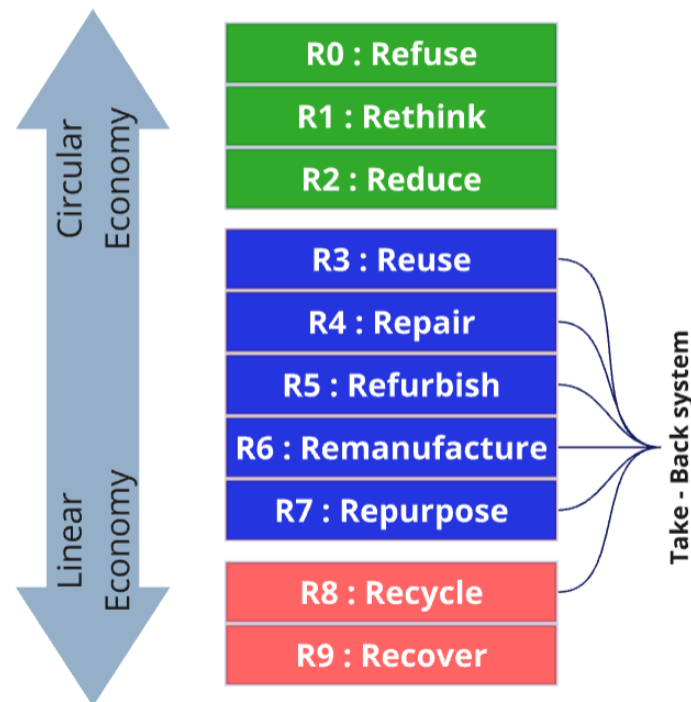 Circular
Economy
Linear
Economy
R0 : Refuse
R1 : Rethink
R2 : Reduce
R3 : Reuse
R4 : Repair
R5 : Refurbish
R6 : Remanufacture
R7 : Repurpose
R8 : Recycle
R9 : Recover
Take - Back system